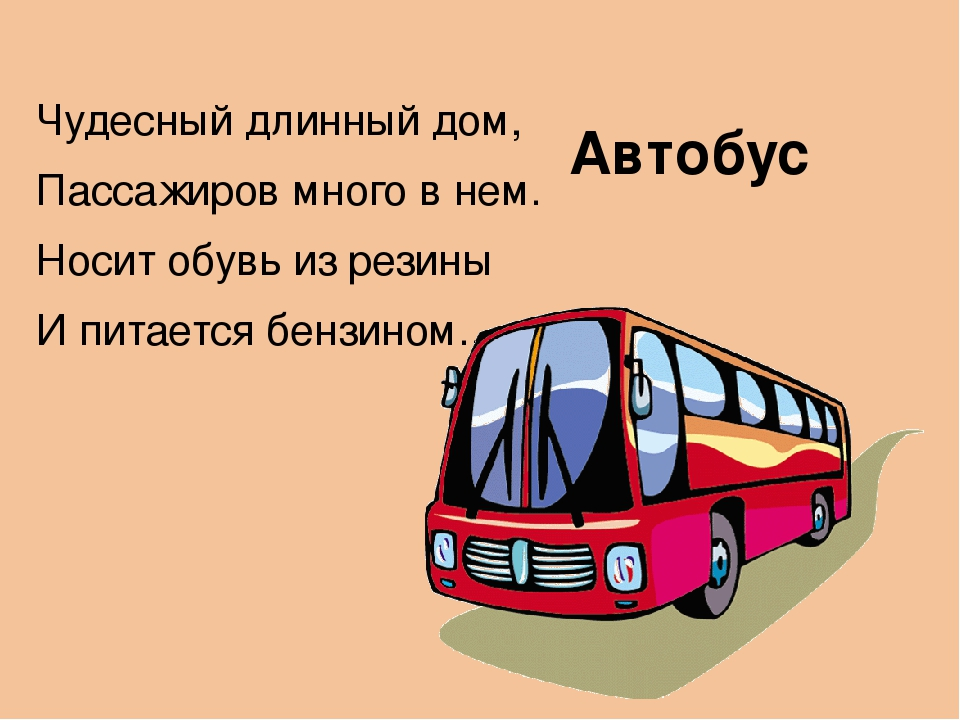 Чудесный длинный дом,
Пассажиров много в нем.
Носит обувь из резины
И питается бензином.
Автобус